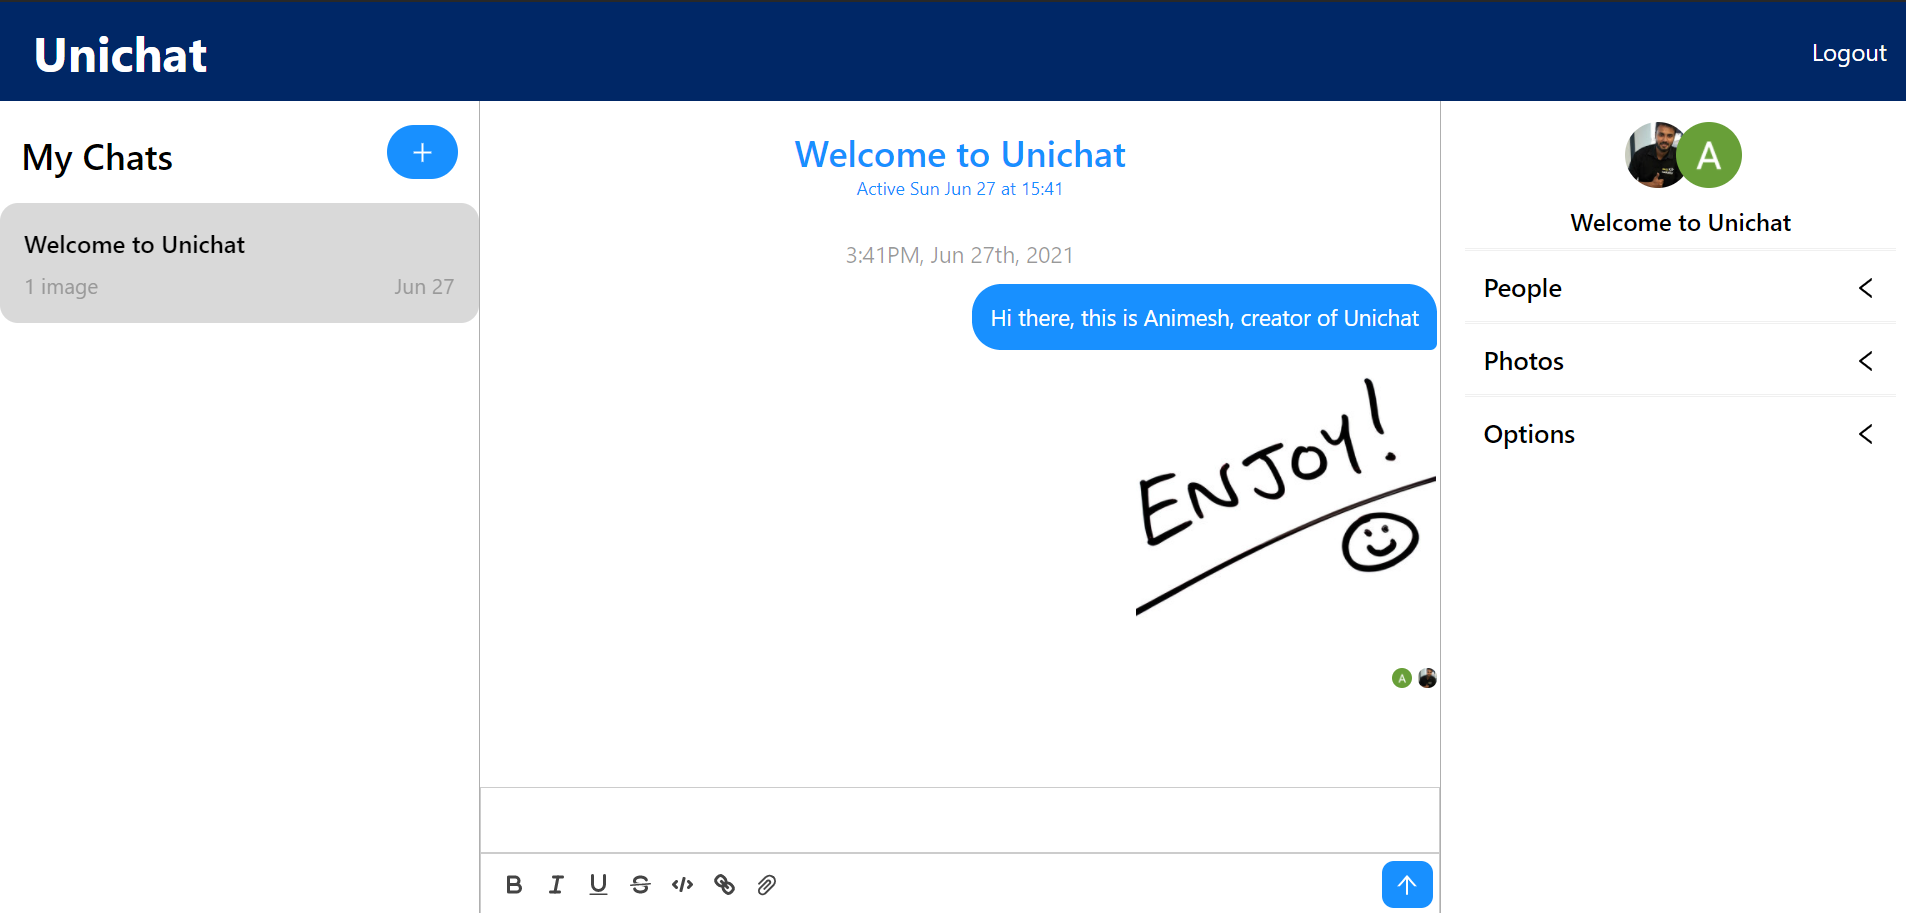 Unichat
Logout
My Chats
Welcome to Unichat
1 image
Jun 27
Welcome to Unichat
Active Sun Jun 27 at 15:41
3:41PM, Jun 27th, 2021
Hi there, this is Animesh, creator of Unichat
ENJOY!
A
B I U S </>
A
Welcome to Unichat
People
Photos
Options